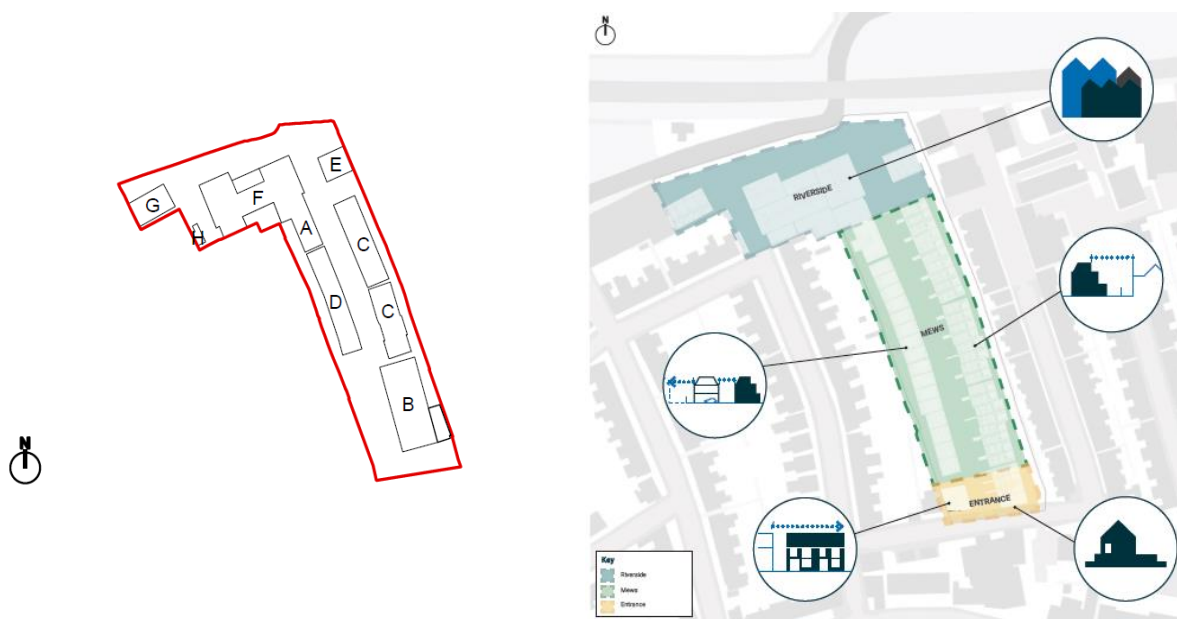 N
E
G
F
H
A
C
D
C
B
N
RIVERSIDE
MEWS
ENTRANCE
Key
Riverside
Mews
Entrance